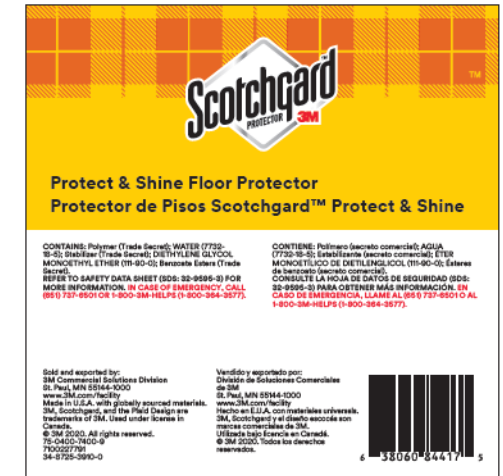 Scotchgard
PROTECTOR 3M
TM
Protect & Shine Floor Protector
Protector de Pisos Scotchgard™ Protect & Shine
CONTAINS: Polymer (Trade Secret); WATER (7732-
18-5); Stabilizer (Trade Secret); DIETHYLENE GLYCOL
MONOETHYL ETHER (111-90-0); Benzoate Esters (Trade
Secret).
REFER TO SAFETY DATA SHEET (SDS: 32-9595-3) FOR
MORE INFORMATION. IN CASE OF EMERGENCY, CALL
(651) 737-6501 OR 1-800-3M-HELPS (1-800-364-3577).
CONTIENE: Polímero (secreto comercial); AGUA
(7732-18-5); Estabilizante (secreto comercial); ÉTER
MONOETÍLICO DE DIETILENGLICOL (111-90-0); Ésteres
de benzoato (secreto comercial).
CONSULTE LA HOJA DE DATOS DE SEGURIDAD (SDS:
32-9595-3) PARA OBTENER MÁS INFORMACIÓN. EN
CASO DE EMERGENCIA, LLAME AL (651) 737-6501 O AL
1-800-3M-HELPS (1-800-364-3577).
Sold and exported by:
3M Commercial Solutions Division
St. Paul, MN 55144-1000
www.3M.com/facility
Made in U.S.A. with globally sourced materials.
3M, Scotchgard, and the Plaid Design are
trademarks of 3M. Used under license in
Canada.
© 3M 2020. All rights reserved.
75-0400-7400-9
7100227791
34-8725-3910-0
Vendido y exportado por:
División de Soluciones Comerciales
de 3M
St. Paul, MN 55144-1000
www.3M.com/facility
Hecho en E.U.A. con materiales universals.
3M, Scotchgard y el diseño escocés son
marcas comerciales de 3M.
Utilizada bajo licencia en Canadá.
© 3M 2020. Todos los derechos
reservados.
6 38060 84417 5